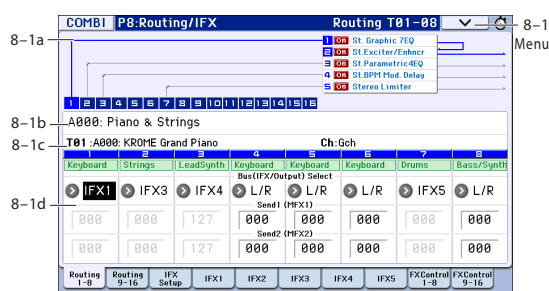 COMBI P8:Routing/IFX Routing T01-08
8-1
Menu
8-1a
1 On St. Graphic 7EQ
2 On St.Exciter/Enhncr
3 On St.Parametric4EQ
4 On St.BPM Mod. Delay
5 On Stereo Limiter
1 2 3 4 5 6 7 8 9 10 11 12 13 14 15 16
8-1b
A000: Piano & Strings
8-1c
T01 :A000: KROME Grand Piano Ch:Gch
1 2 3 4 5 6 7 8
Keyboard Strings LeadSynth Keyboard Keyboard Keyboard Drums Bass/Synth
Bus(IFX/Output) Select
8-1d
IFX1 IFX3 IFX4 L/R L/R L/R IFX5 L/R
Send1 (MFX1)
000 000 127 000 000 000 000 000
Send2 (MFX2)
000 000 127 000 000 000 000 000
Routing 1-8 Routing 9-16 IFX Setup IFX1 IFX2 IFX3 IFX4 IFX5 FXControl 1-8 FXControl 9-16